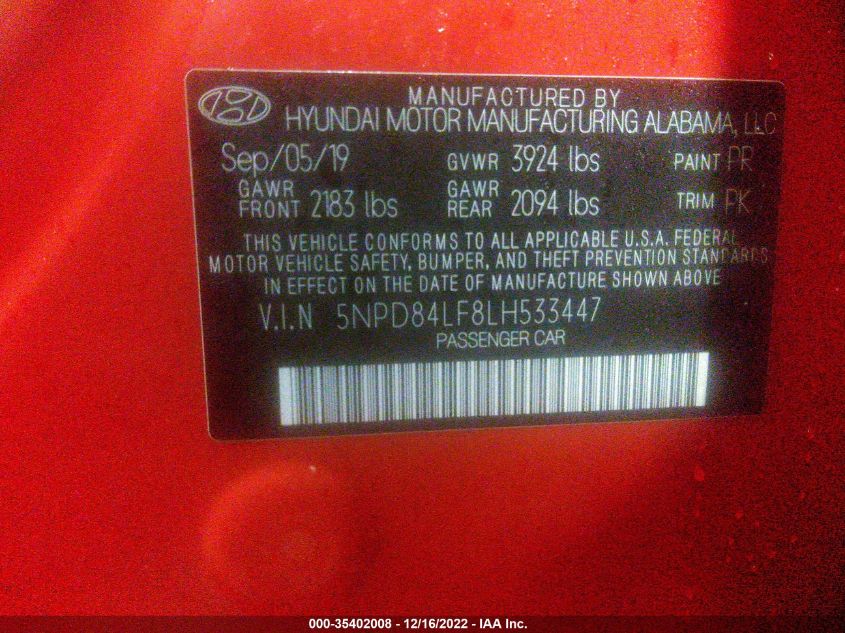 MANUFACTURED BY
HYUNDAI MOTOR MANUFACTURING ALABAMA, LLC
Sep/05/19 GVWR 3924 lbs PAINT PR
GAWR FRONT 2183 lbs GAWR REAR 2094 lbs TRIM PK
THIS VEHICLE CONFORMS TO ALL APPLICABLE U.S.A. FEDERAL
MOTOR VEHICLE SAFETY, BUMPER, AND THEFT PREVENTION STANDARDS
IN EFFECT ON THE DATE OF MANUFACTURE SHOWN ABOVE
V.I.N 5NPD84LF8LH533447
PASSENGER CAR
000-35402008 - 12/16/2022 - IAA Inc.